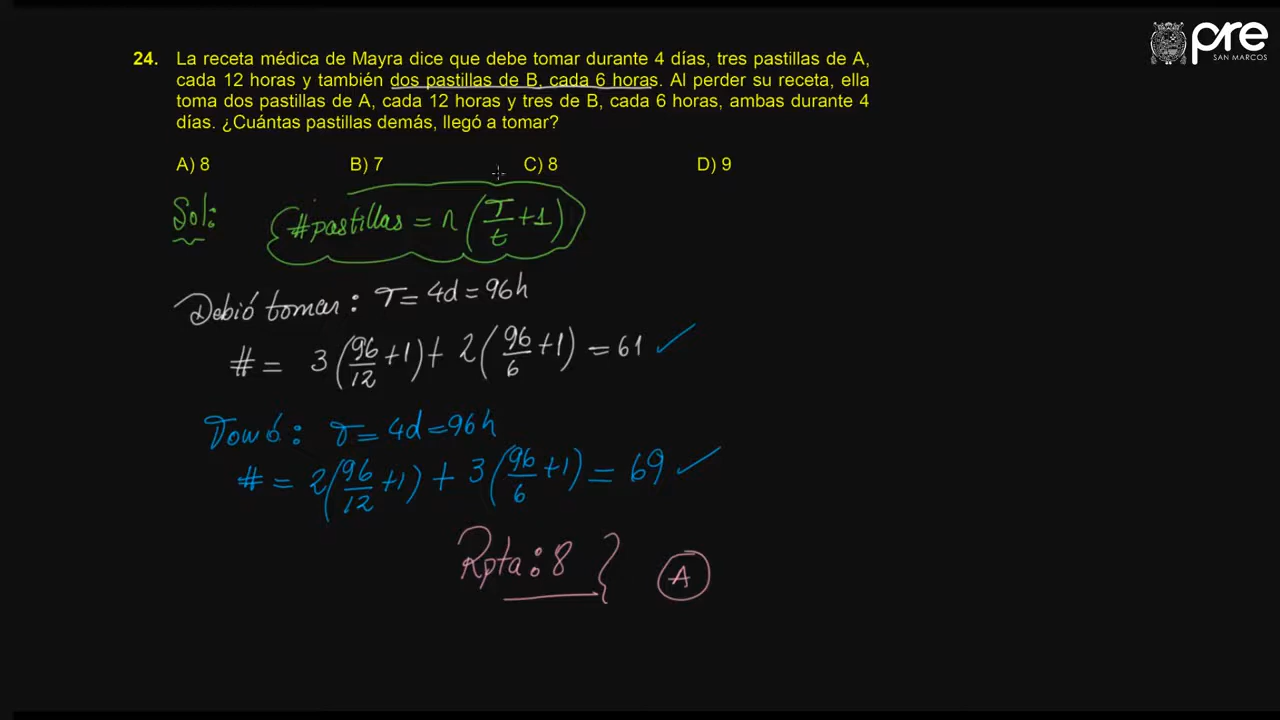 pre
SAN MARCOS
24. La receta médica de Mayra dice que debe tomar durante 4 días, tres pastillas de A,
cada 12 horas y también dos pastillas de B, cada 6 horas. Al perder su receta, ella
toma dos pastillas de A, cada 12 horas y tres de B, cada 6 horas, ambas durante 4
días. ¿Cuántas pastillas demás, llegó a tomar?
A) 8 B) 7 C) 8 D) 9
Sol: #pastillas = n (T/t + 1)
Debió tomar: T = 4d = 96h
# = 3 (96/12 + 1) + 2 (96/6 + 1) = 61 ✓
Tomó: T = 4d = 96h
# = 2 (96/12 + 1) + 3 (96/6 + 1) = 69 ✓
Rpta: 8 } A